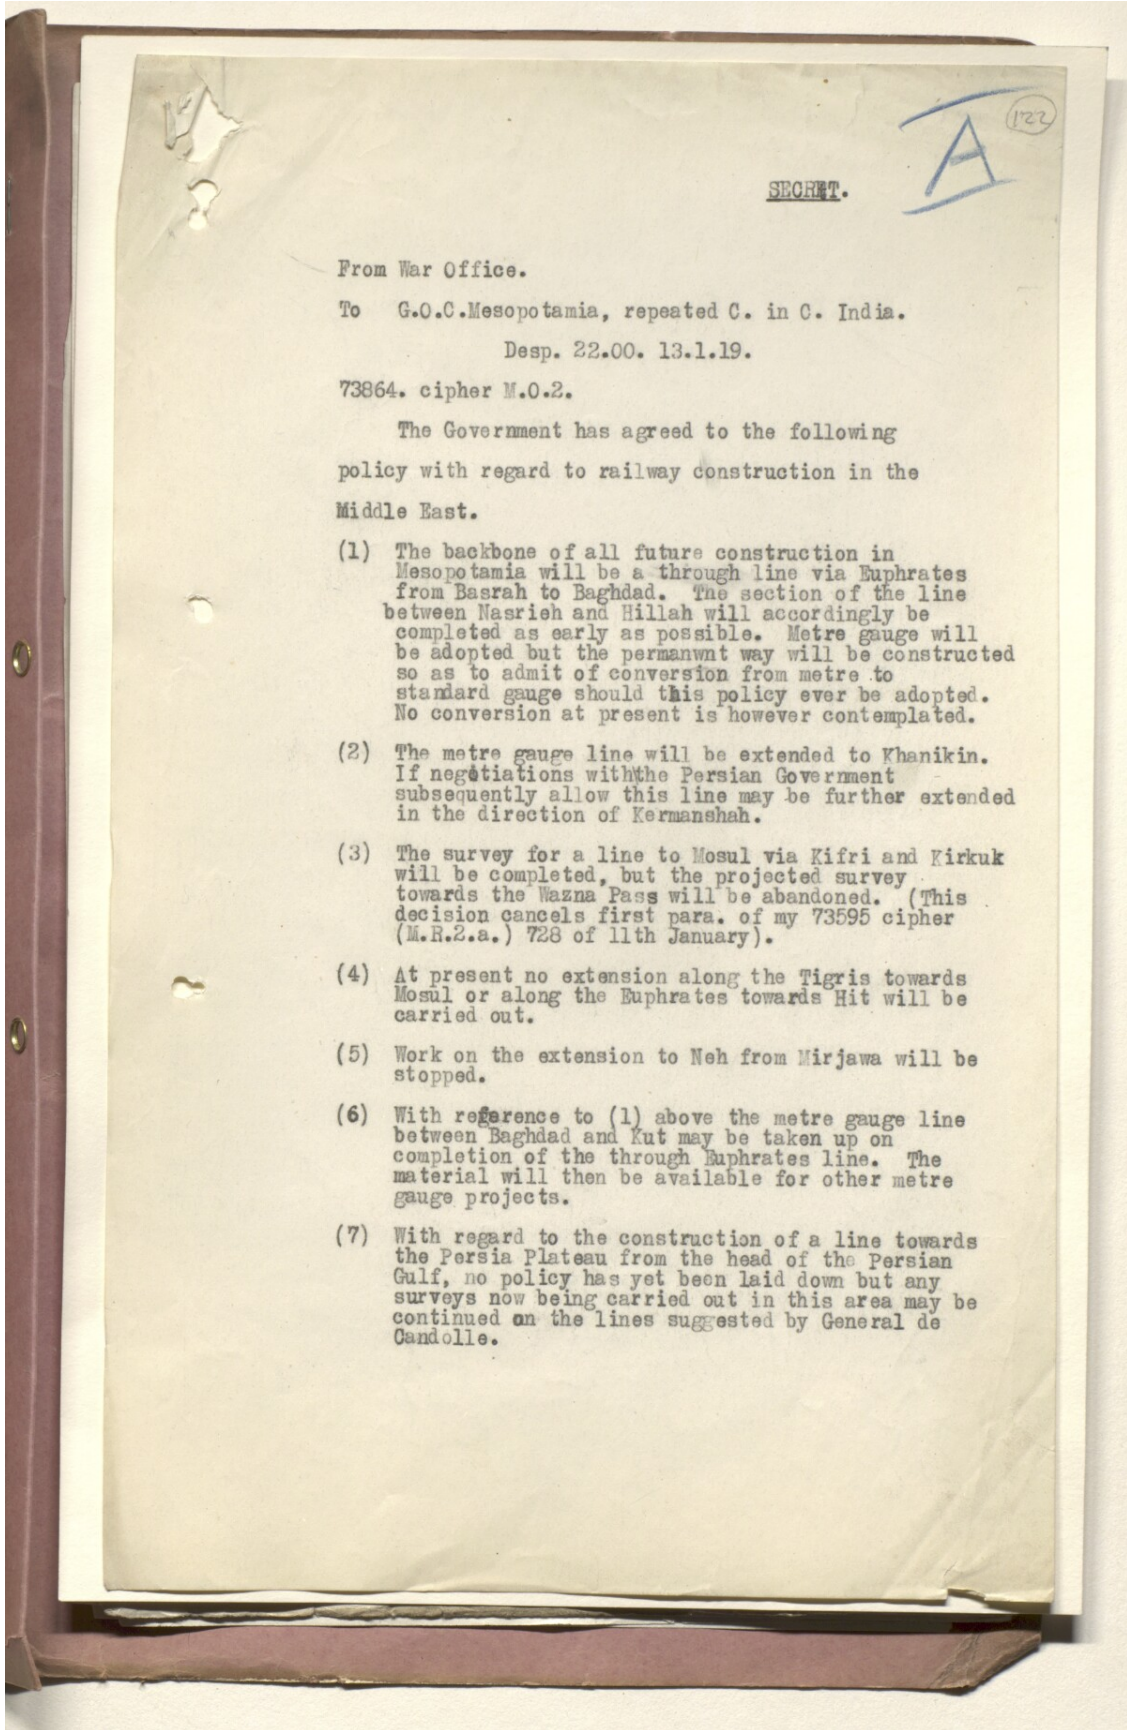 A
122
SECRET.
From War Office.
To G.O.C.Mesopotamia, repeated C. in C. India.
Desp. 22.00. 13.1.19.
73864. cipher M.O.2.
The Government has agreed to the following
policy with regard to railway construction in the
Middle East.
(1) The backbone of all future construction in
Mesopotamia will be a through line via Euphrates
from Basrah to Baghdad. The section of the line
between Nasrieh and Hillah will accordingly be
completed as early as possible. Metre gauge will
be adopted but the permanwnt way will be constructed
so as to admit of conversion from metre to
standard gauge should this policy ever be adopted.
No conversion at present is however contemplated.
(2) The metre gauge line will be extended to Khanikin.
If negotiations with the Persian Government
subsequently allow this line may be further extended
in the direction of Kermanshah.
(3) The survey for a line to Mosul via Kifri and Kirkuk
will be completed, but the projected survey
towards the Wazna Pass will be abandoned. (This
decision cancels first para. of my 73595 cipher
(M.R.2.a.) 728 of 11th January).
(4) At present no extension along the Tigris towards
Mosul or along the Euphrates towards Hit will be
carried out.
(5) Work on the extension to Neh from Mirjawa will be
stopped.
(6) With reference to (1) above the metre gauge line
between Baghdad and Kut may be taken up on
completion of the through Euphrates line. The
material will then be available for other metre
gauge projects.
(7) With regard to the construction of a line towards
the Persia Plateau from the head of the Persian
Gulf, no policy has yet been laid down but any
surveys now being carried out in this area may be
continued on the lines suggested by General de
Candolle.